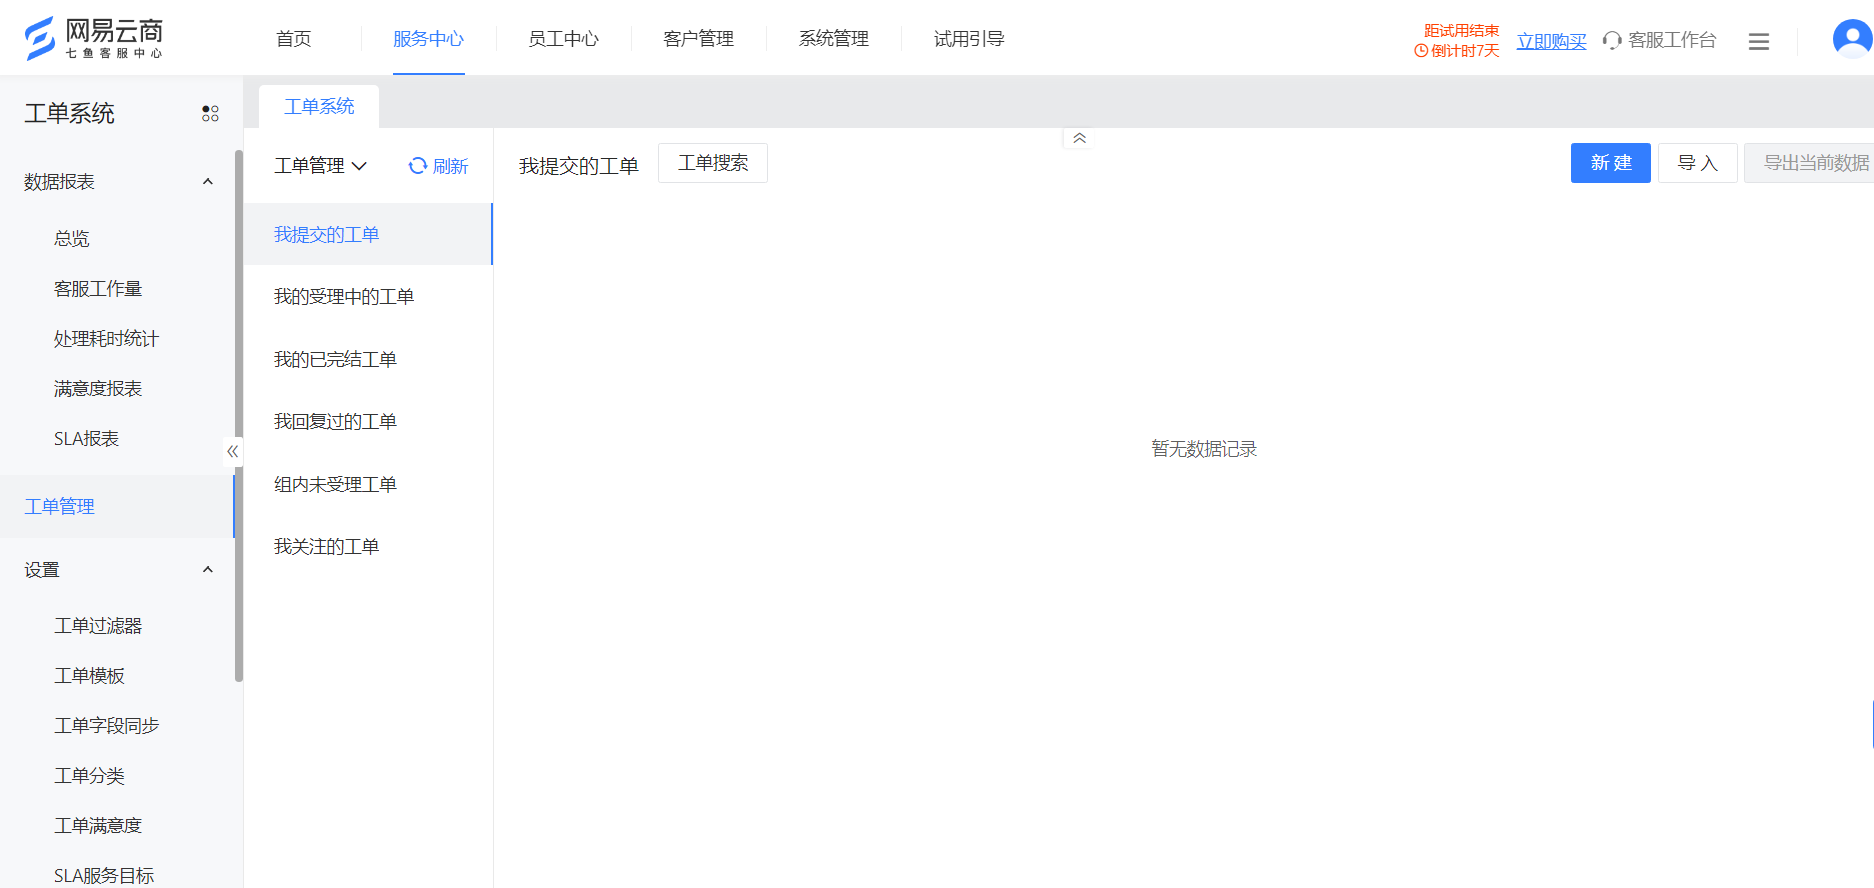 网易云商
七鱼客服中心
首页
服务中心
员工中心
客户管理
系统管理
试用引导
距试用结束
倒计时7天
立即购买
客服工作台
工单系统
数据报表
总览
客服工作量
处理耗时统计
满意度报表
SLA报表
工单管理
设置
工单过滤器
工单模板
工单字段同步
工单分类
工单满意度
SLA服务目标
工单系统
工单管理
刷新
我提交的工单
我的受理中的工单
我的已完结工单
我回复过的工单
组内未受理工单
我关注的工单
我提交的工单
工单搜索
新 建
导 入
导出当前数据
暂无数据记录